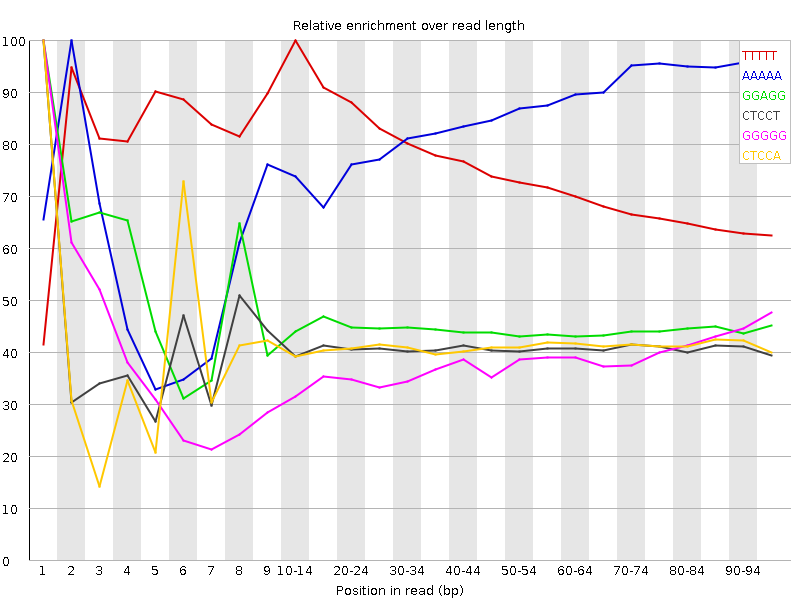 Relative enrichment over read length
100
90
80
70
60
50
40
30
20
10
0
TTTTT
AAAAA
GGAGG
CTCCT
GGGGG
CTCCA
1 2 3 4 5 6 7 8 9 10-14 20-24 30-34 40-44 50-54 60-64 70-74 80-84 90-94
Position in read (bp)